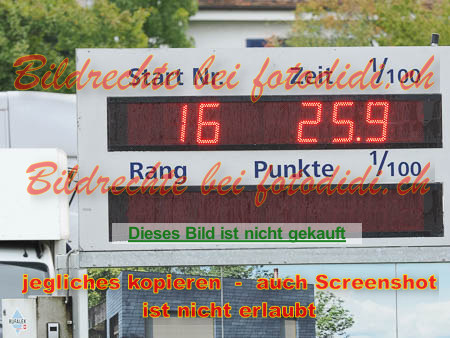 Start Nr. Zeit 1/100
Bildrechte bei fotodidi.ch
16 25.9
Rang Punkte 1/100
Bildrechte bei fotodidi.ch
Dieses Bild ist nicht gekauft
jegliches kopieren - auch Screenshot
ist nicht erlaubt